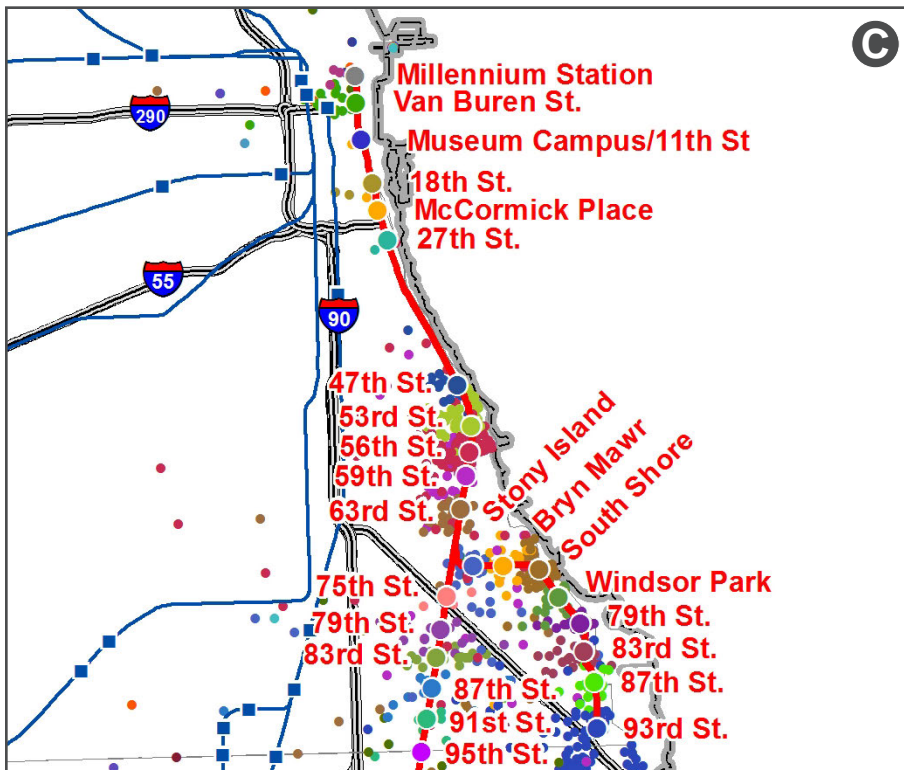 C
Millennium Station
290
Van Buren St.
Museum Campus/11th St
18th St.
McCormick Place
27th St.
55
90
47th St.
53rd St.
56th St.
59th St.
63rd St.
Stony Island
Bryn Mawr
South Shore
75th St.
Windsor Park
79th St.
79th St.
83rd St.
83rd St.
87th St.
87th St.
91st St.
93rd St.
95th St.